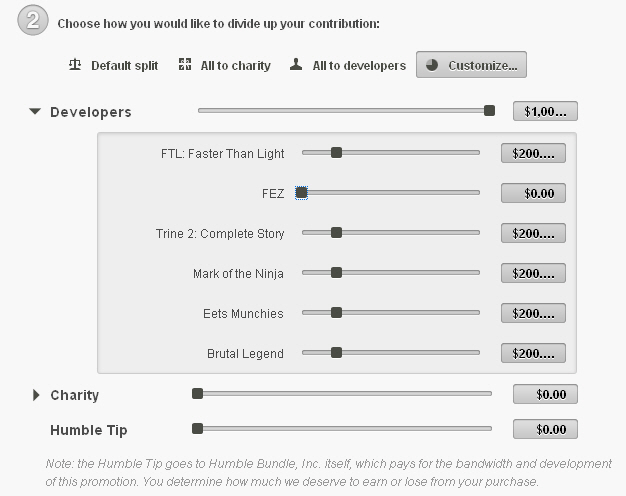 2 Choose how you would like to divide up your contribution:
Default split All to charity All to developers Customize...
Developers $1,00...
FTL: Faster Than Light $200....
FEZ $0.00
Trine 2: Complete Story $200....
Mark of the Ninja $200....
Eets Munchies $200....
Brutal Legend $200....
Charity $0.00
Humble Tip $0.00
Note: the Humble Tip goes to Humble Bundle, Inc. itself, which pays for the bandwidth and development
of this promotion. You determine how much we deserve to earn or lose from your purchase.